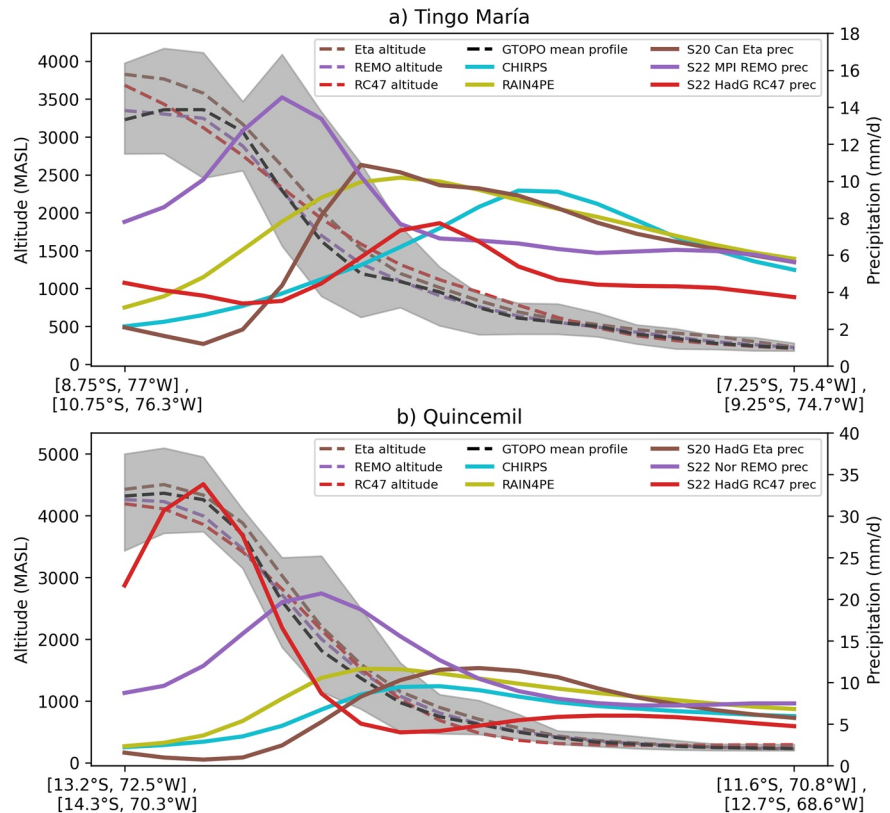 a) Tingo María
Altitude (MASL)
4000
3500
3000
2500
2000
1500
1000
500
0
Eta altitude
REMO altitude
RC47 altitude
GTOPO mean profile
CHIRPS
RAIN4PE
S20 Can Eta prec
S22 MPI REMO prec
S22 HadG RC47 prec
18
16
14
12
10
8
6
4
2
0
Precipitation (mm/d)
[8.75°S, 77°W] ,
[10.75°S, 76.3°W]
[7.25°S, 75.4°W] ,
[9.25°S, 74.7°W]
b) Quincemil
Altitude (MASL)
5000
4000
3000
2000
1000
0
Eta altitude
REMO altitude
RC47 altitude
GTOPO mean profile
CHIRPS
RAIN4PE
S20 HadG Eta prec
S22 Nor REMO prec
S22 HadG RC47 prec
40
35
30
25
20
15
10
5
0
Precipitation (mm/d)
[13.2°S, 72.5°W] ,
[14.3°S, 70.3°W]
[11.6°S, 70.8°W] ,
[12.7°S, 68.6°W]